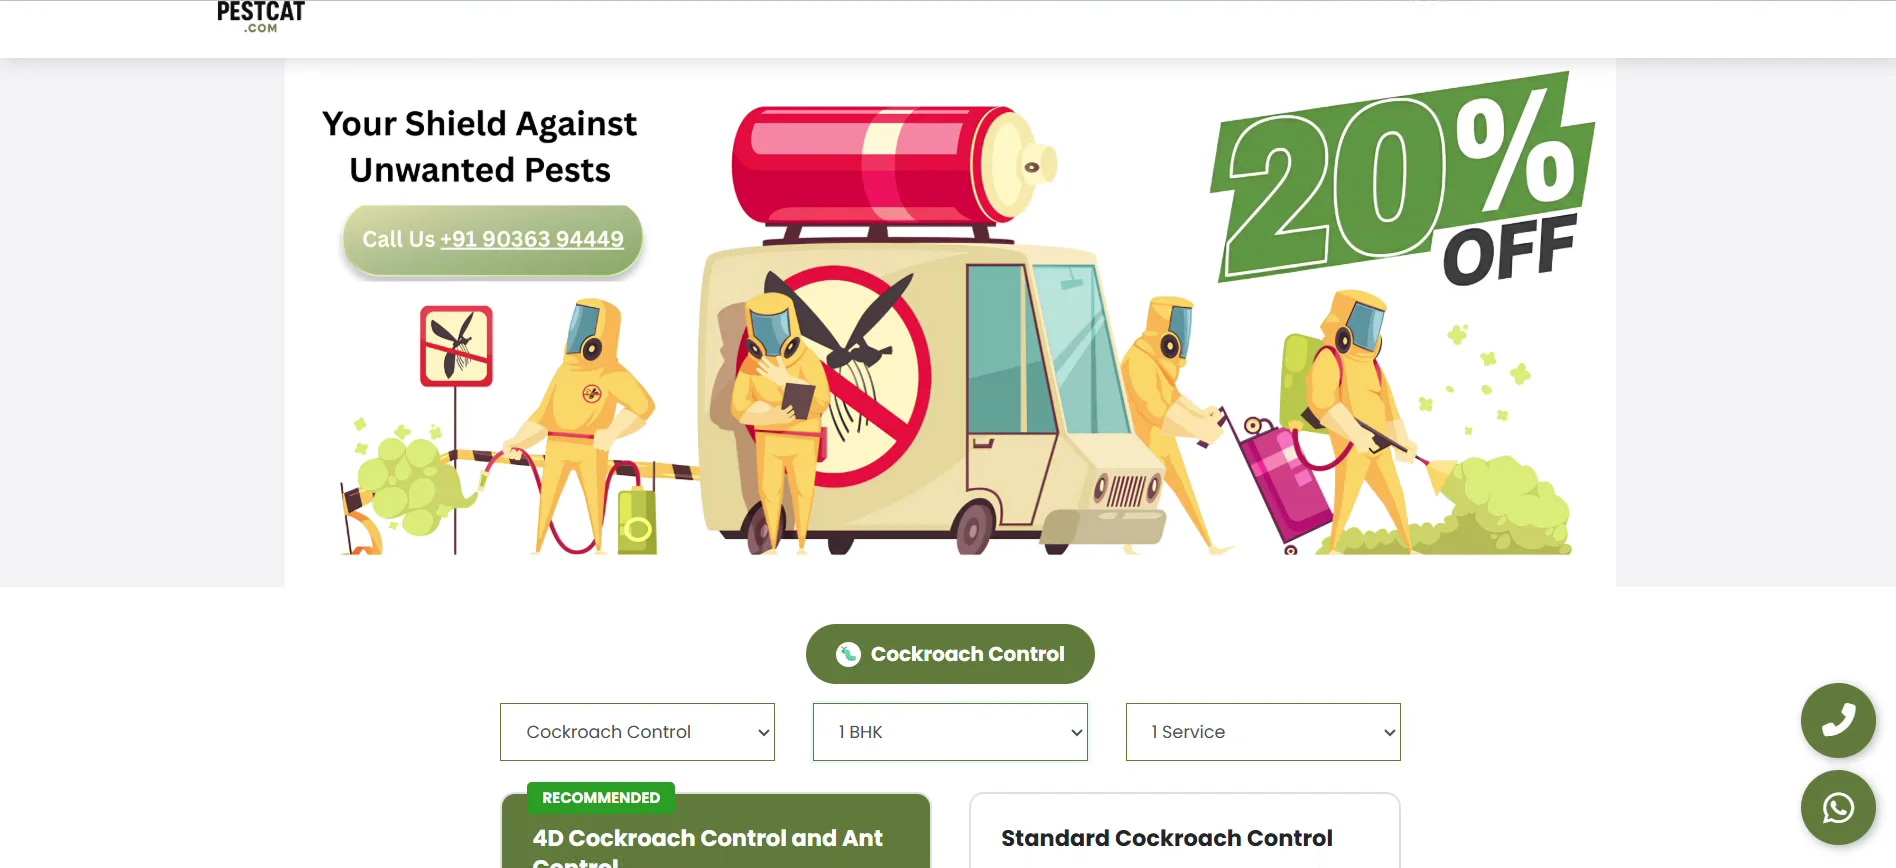 PESTCAT
.COM
Your Shield Against
Unwanted Pests
Call Us +91 90363 94449
20%
OFF
Cockroach Control
Cockroach Control
1 BHK
1 Service
RECOMMENDED
4D Cockroach Control and Ant
Control
Standard Cockroach Control